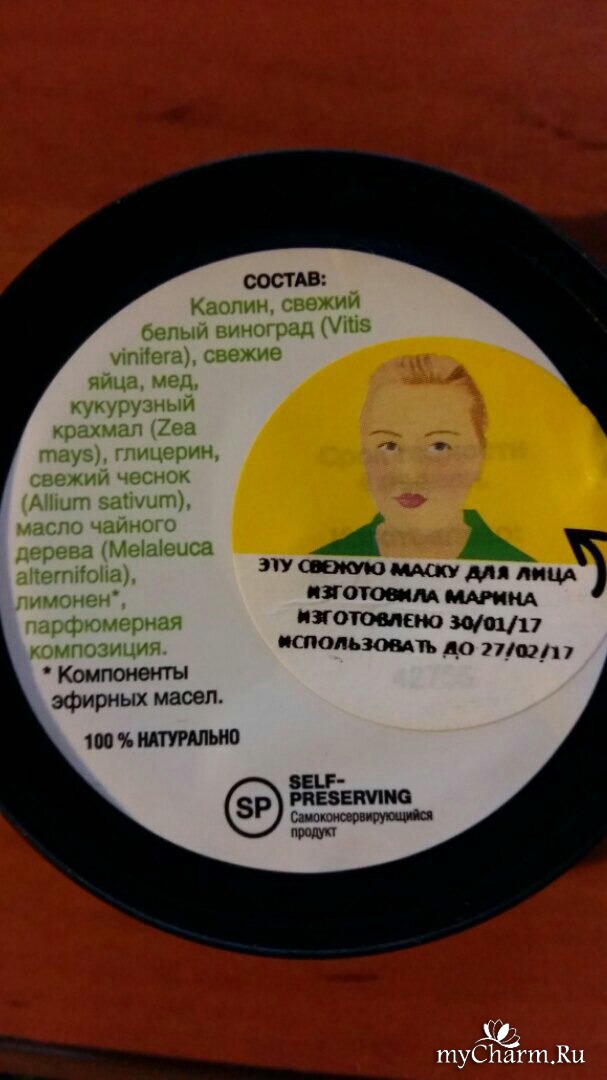 СОСТАВ:
Каолин, свежий
белый виноград (Vitis
vinifera), свежие
яйца, мед,
кукурузный
крахмал (Zea
mays), глицерин,
свежий чеснок
(Allium sativum),
масло чайного
дерева (Melaleuca
alternifolia),
лимонен*,
парфюмерная
композиция.
* Компоненты
эфирных масел.
100 % НАТУРАЛЬНО
ЭТУ СВЕЖУЮ МАСКУ ДЛЯ ЛИЦА
ИЗГОТОВИЛА МАРИНА
ИЗГОТОВЛЕНО 30/01/17
ИСПОЛЬЗОВАТЬ ДО 27/02/17
SP
SELF-
PRESERVING
Самоконсервирующийся
продукт
myCharm.Ru